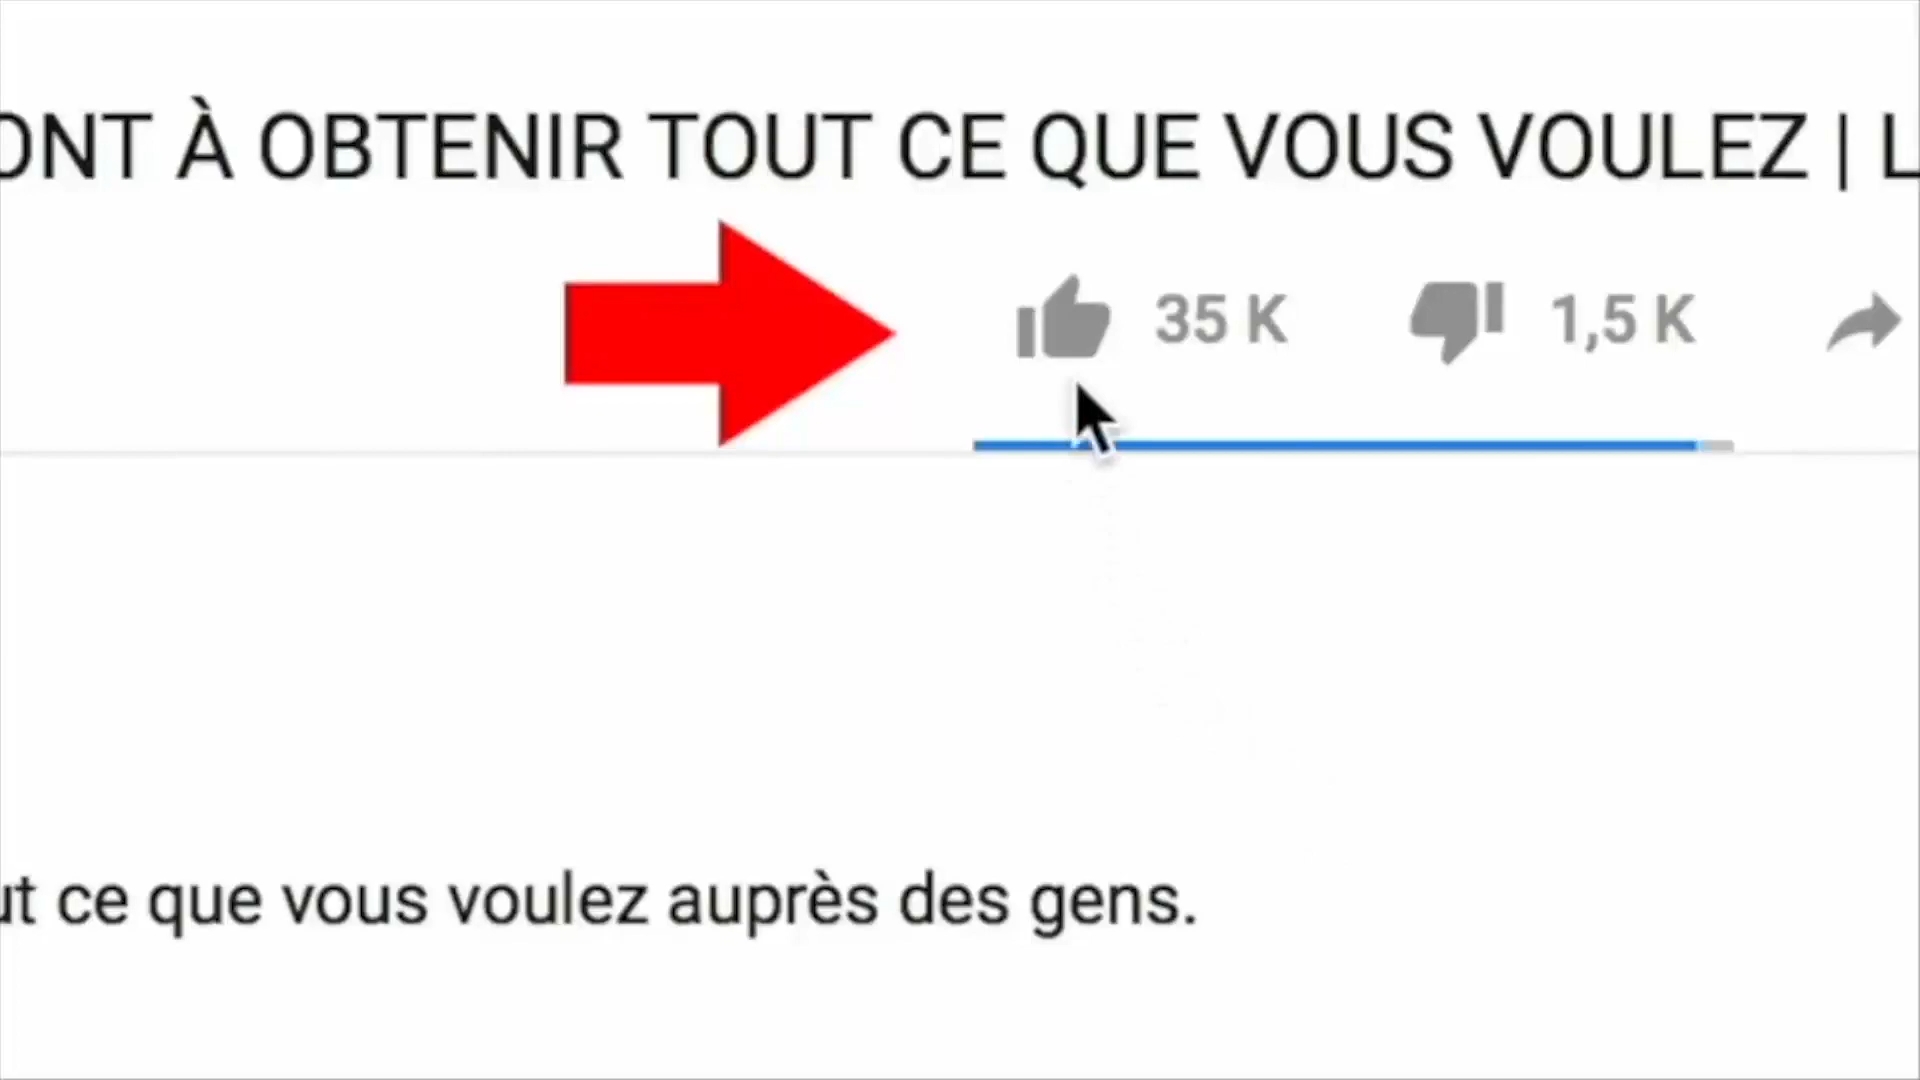 ONT À OBTENIR TOUT CE QUE VOUS VOULEZ | L
35 K 1,5 K
ut ce que vous voulez auprès des gens.